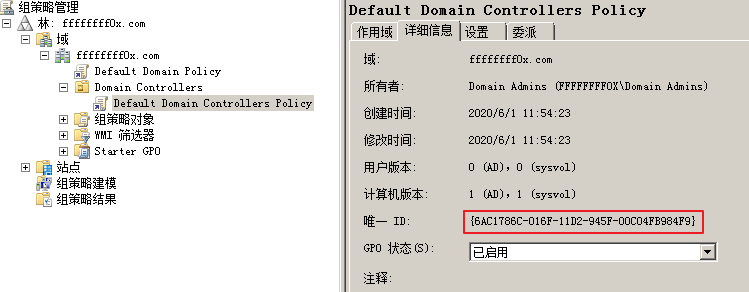 组策略管理
林: ffffffff0x.com
域
ffffffff0x.com
Default Domain Policy
Domain Controllers
Default Domain Controllers Policy
组策略对象
WMI 筛选器
Starter GPO
站点
组策略建模
组策略结果
Default Domain Controllers Policy
作用域 详细信息 设置 委派
域: ffffffff0x.com
所有者: Domain Admins (FFFFFFFF0X\Domain Admins)
创建时间: 2020/6/1 11:54:23
修改时间: 2020/6/1 11:54:23
用户版本: 0 (AD), 0 (sysvol)
计算机版本: 1 (AD), 1 (sysvol)
唯一 ID: {6AC1786C-016F-11D2-945F-00C04FB984F9}
GPO 状态(S): 已启用
注释: